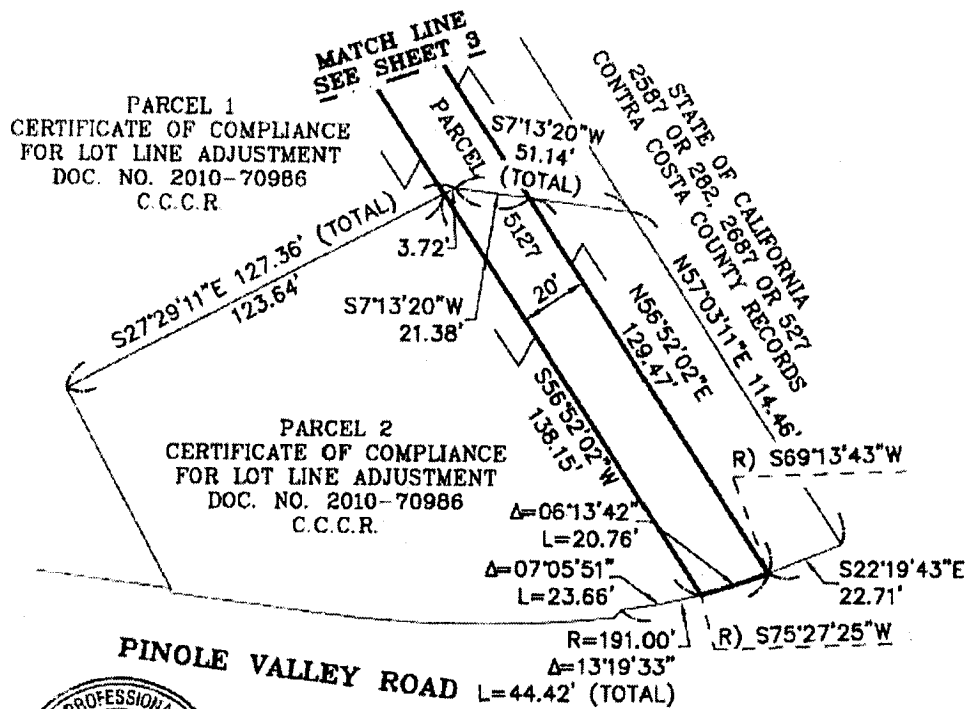 MATCH LINE
SEE SHEET 3
PARCEL 1
CERTIFICATE OF COMPLIANCE
FOR LOT LINE ADJUSTMENT
DOC. NO. 2010-70986
C.C.C.R.
PARCEL
5127
S7°13'20"W
51.14'
(TOTAL)
STATE OF CALIFORNIA
2587 OR 282, 2687 OR 527
CONTRA COSTA COUNTY RECORDS
N57°03'11"E 114.46'
S27°29'11"E 127.36' (TOTAL)
123.64'
3.72'
S7°13'20"W
21.38'
20'
N56°52'02"E
129.47'
S56°52'02"W
138.15'
PARCEL 2
CERTIFICATE OF COMPLIANCE
FOR LOT LINE ADJUSTMENT
DOC. NO. 2010-70986
C.C.C.R.
R) S69°13'43"W
Δ=06°13'42"
L=20.76'
Δ=07°05'51"
L=23.66'
S22°19'43"E
22.71'
R=191.00'
Δ=13°19'33"
L=44.42' (TOTAL)
R) S75°27'25"W
PINOLE VALLEY ROAD
PROFESSIONA